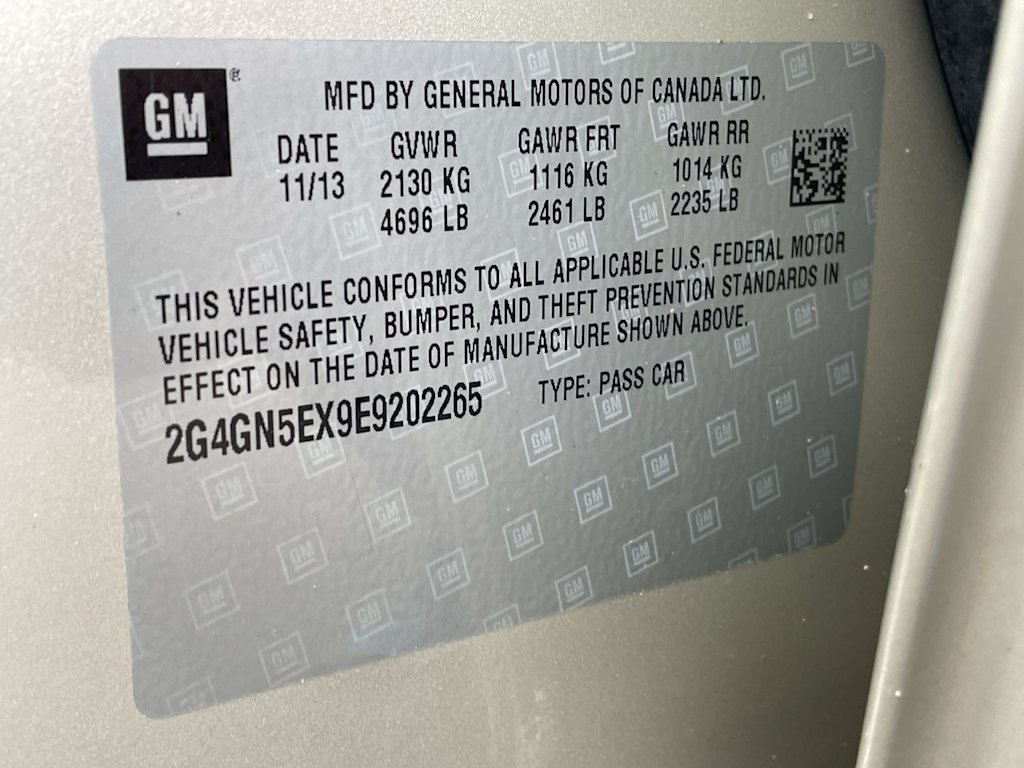 GM ®
MFD BY GENERAL MOTORS OF CANADA LTD.
DATE GVWR GAWR FRT GAWR RR
11/13 2130 KG 1116 KG 1014 KG
4696 LB 2461 LB 2235 LB
THIS VEHICLE CONFORMS TO ALL APPLICABLE U.S. FEDERAL MOTOR
VEHICLE SAFETY, BUMPER, AND THEFT PREVENTION STANDARDS IN
EFFECT ON THE DATE OF MANUFACTURE SHOWN ABOVE.
2G4GN5EX9E9202265 TYPE: PASS CAR